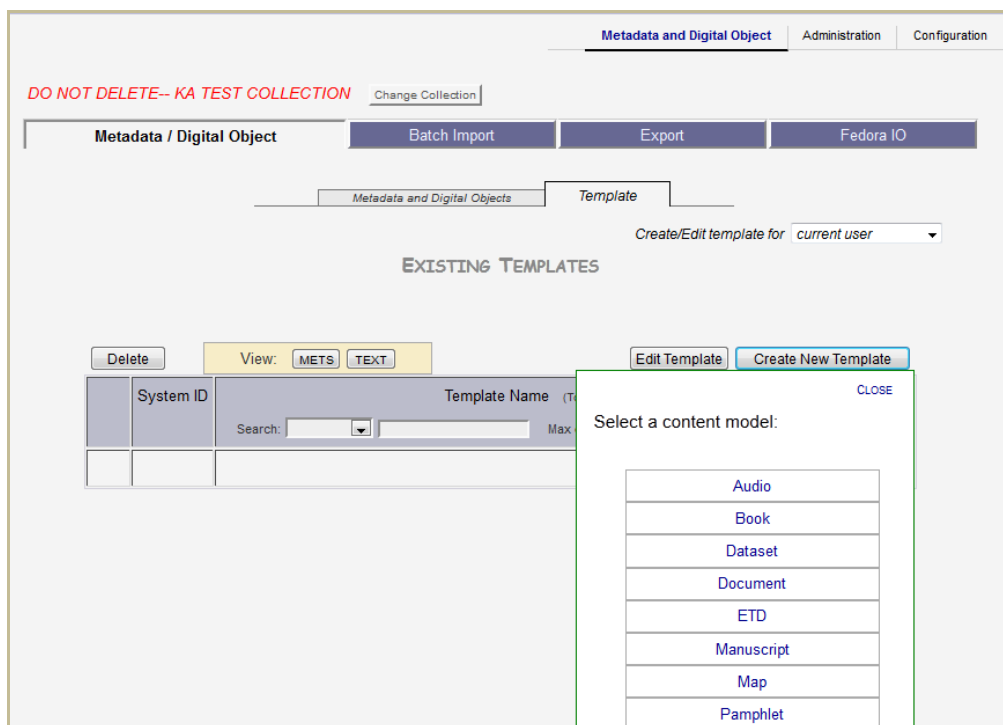 Metadata and Digital Object Administration Configuration
DO NOT DELETE-- KA TEST COLLECTION Change Collection
Metadata / Digital Object Batch Import Export Fedora IO
Metadata and Digital Objects Template
Create/Edit template for current user
EXISTING TEMPLATES
Delete View: METS TEXT Edit Template Create New Template
System ID Template Name
Search: Max
CLOSE
Select a content model:
Audio
Book
Dataset
Document
ETD
Manuscript
Map
Pamphlet